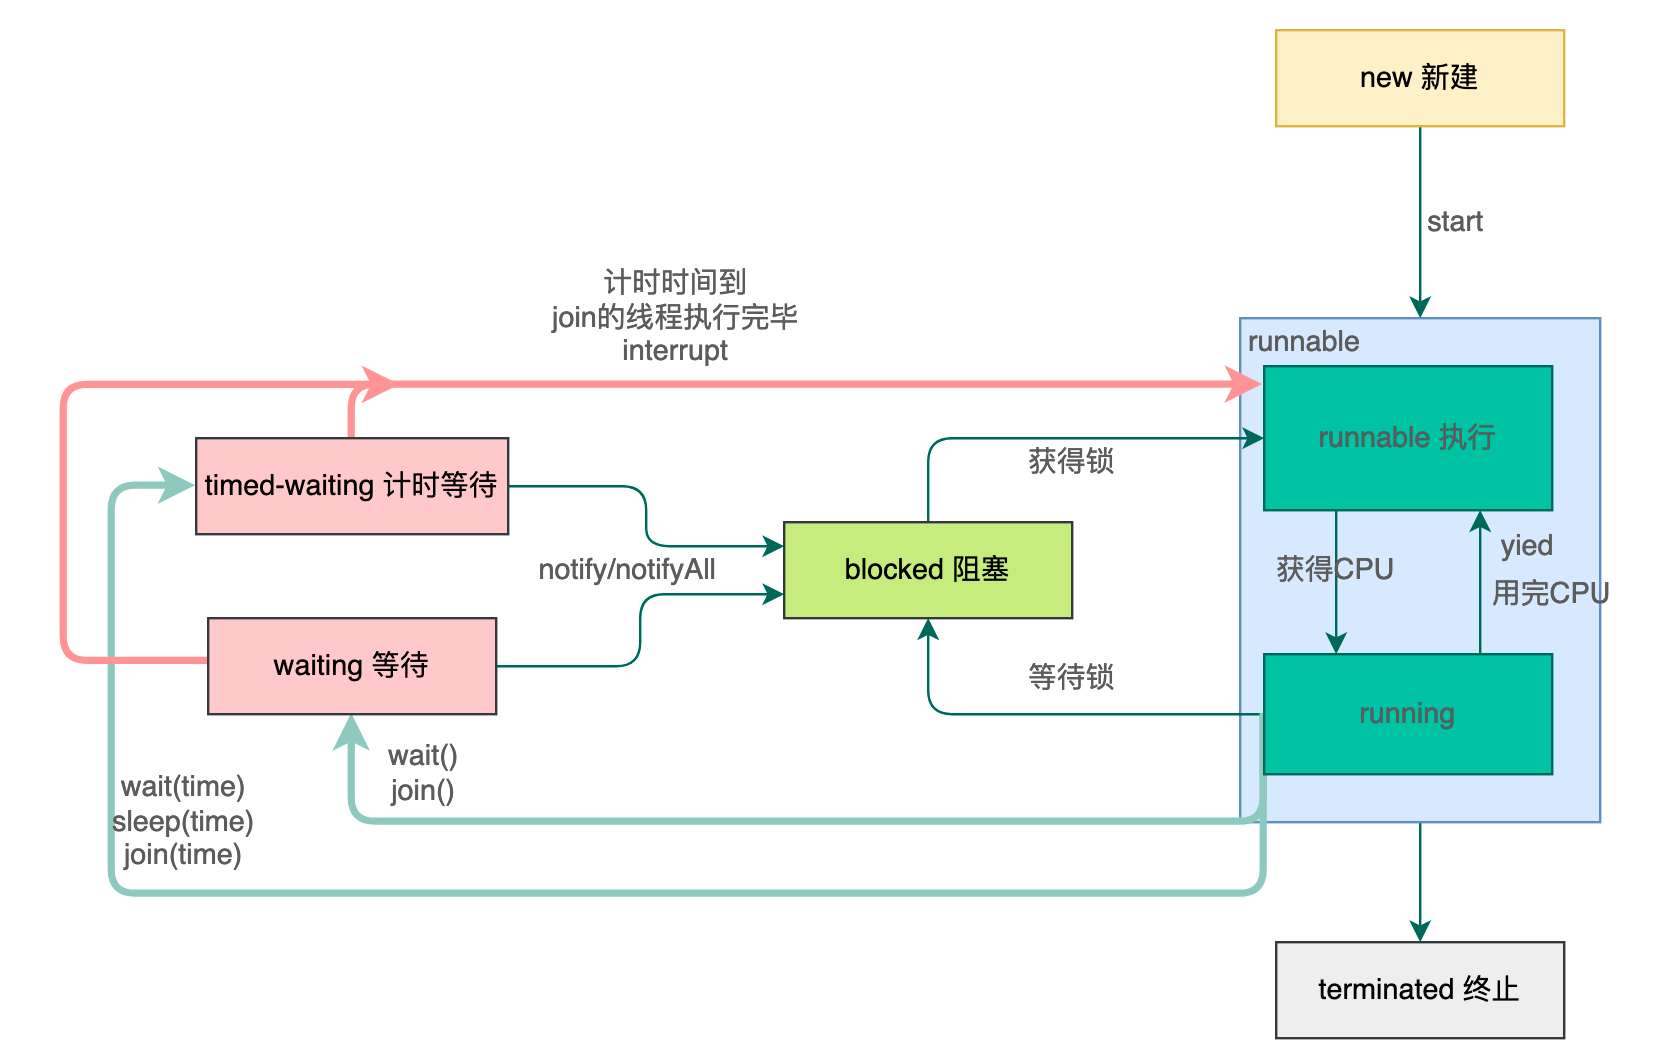 new 新建
start
计时时间到
join的线程执行完毕
interrupt
runnable
runnable 执行
获得锁
timed-waiting 计时等待
yied
notify/notifyAll
blocked 阻塞
获得CPU
用完CPU
waiting 等待
等待锁
running
wait()
join()
wait(time)
sleep(time)
join(time)
terminated 终止